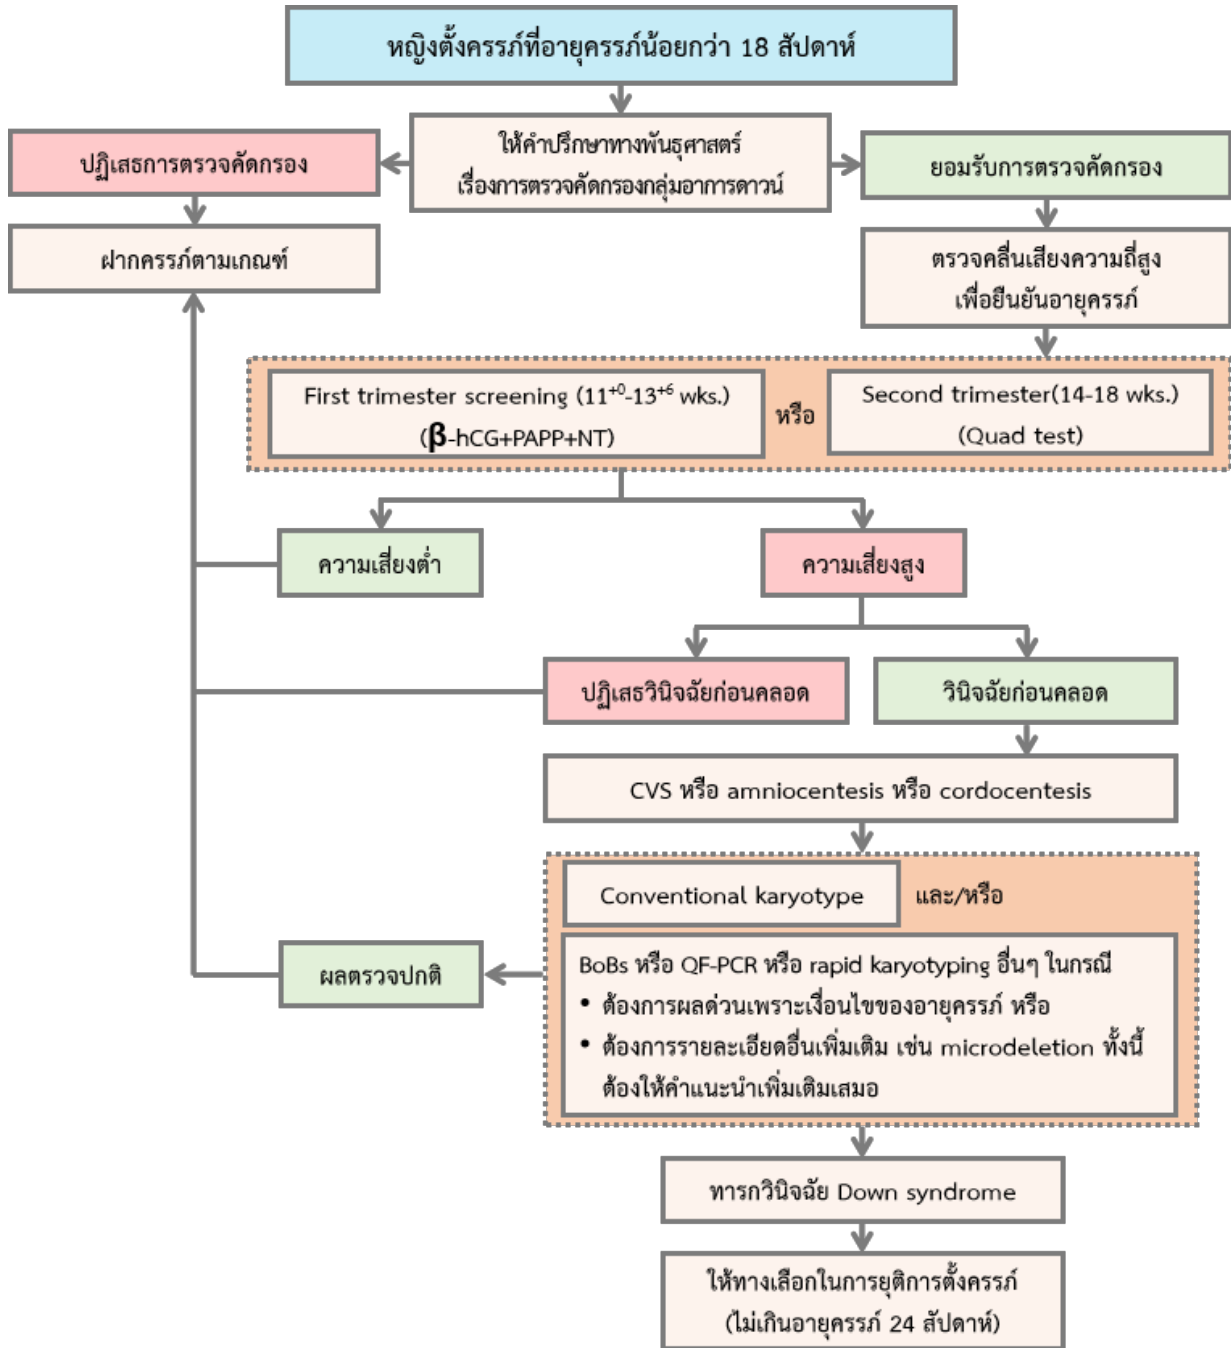 หญิงตั้งครรภ์ที่อายุครรภ์น้อยกว่า 18 สัปดาห์
ให้คำปรึกษาทางพันธุศาสตร์
เรื่องการตรวจคัดกรองกลุ่มอาการดาวน์
ปฏิเสธการตรวจคัดกรอง
ยอมรับการตรวจคัดกรอง
ฝากครรภ์ตามเกณฑ์
ตรวจคลื่นเสียงความถี่สูง
เพื่อยืนยันอายุครรภ์
First trimester screening (11⁺⁰-13⁺⁶ wks.)
(β-hCG+PAPP+NT)
หรือ
Second trimester(14-18 wks.)
(Quad test)
ความเสี่ยงต่ำ
ความเสี่ยงสูง
ปฏิเสธวินิจฉัยก่อนคลอด
วินิจฉัยก่อนคลอด
CVS หรือ amniocentesis หรือ cordocentesis
Conventional karyotype
และ/หรือ
BoBs หรือ QF-PCR หรือ rapid karyotyping อื่นๆ ในกรณี
• ต้องการผลด่วนเพราะเงื่อนไขของอายุครรภ์ หรือ
• ต้องการรายละเอียดอื่นเพิ่มเติม เช่น microdeletion ทั้งนี้
ต้องให้คำแนะนำเพิ่มเติมเสมอ
ผลตรวจปกติ
ทารกวินิจฉัย Down syndrome
ให้ทางเลือกในการยุติการตั้งครรภ์
(ไม่เกินอายุครรภ์ 24 สัปดาห์)